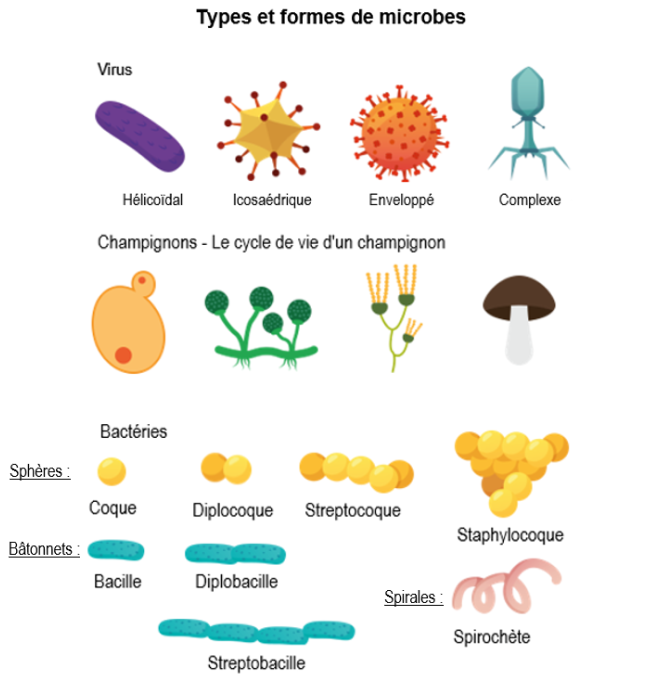 Types et formes de microbes
Virus
Hélicoïdal Icosaédrique Enveloppé Complexe
Champignons - Le cycle de vie d'un champignon
Bactéries
Sphères :
Coque Diplocoque Streptocoque Staphylocoque
Bâtonnets :
Bacille Diplobacille
Spirales :
Spirochète
Streptobacille